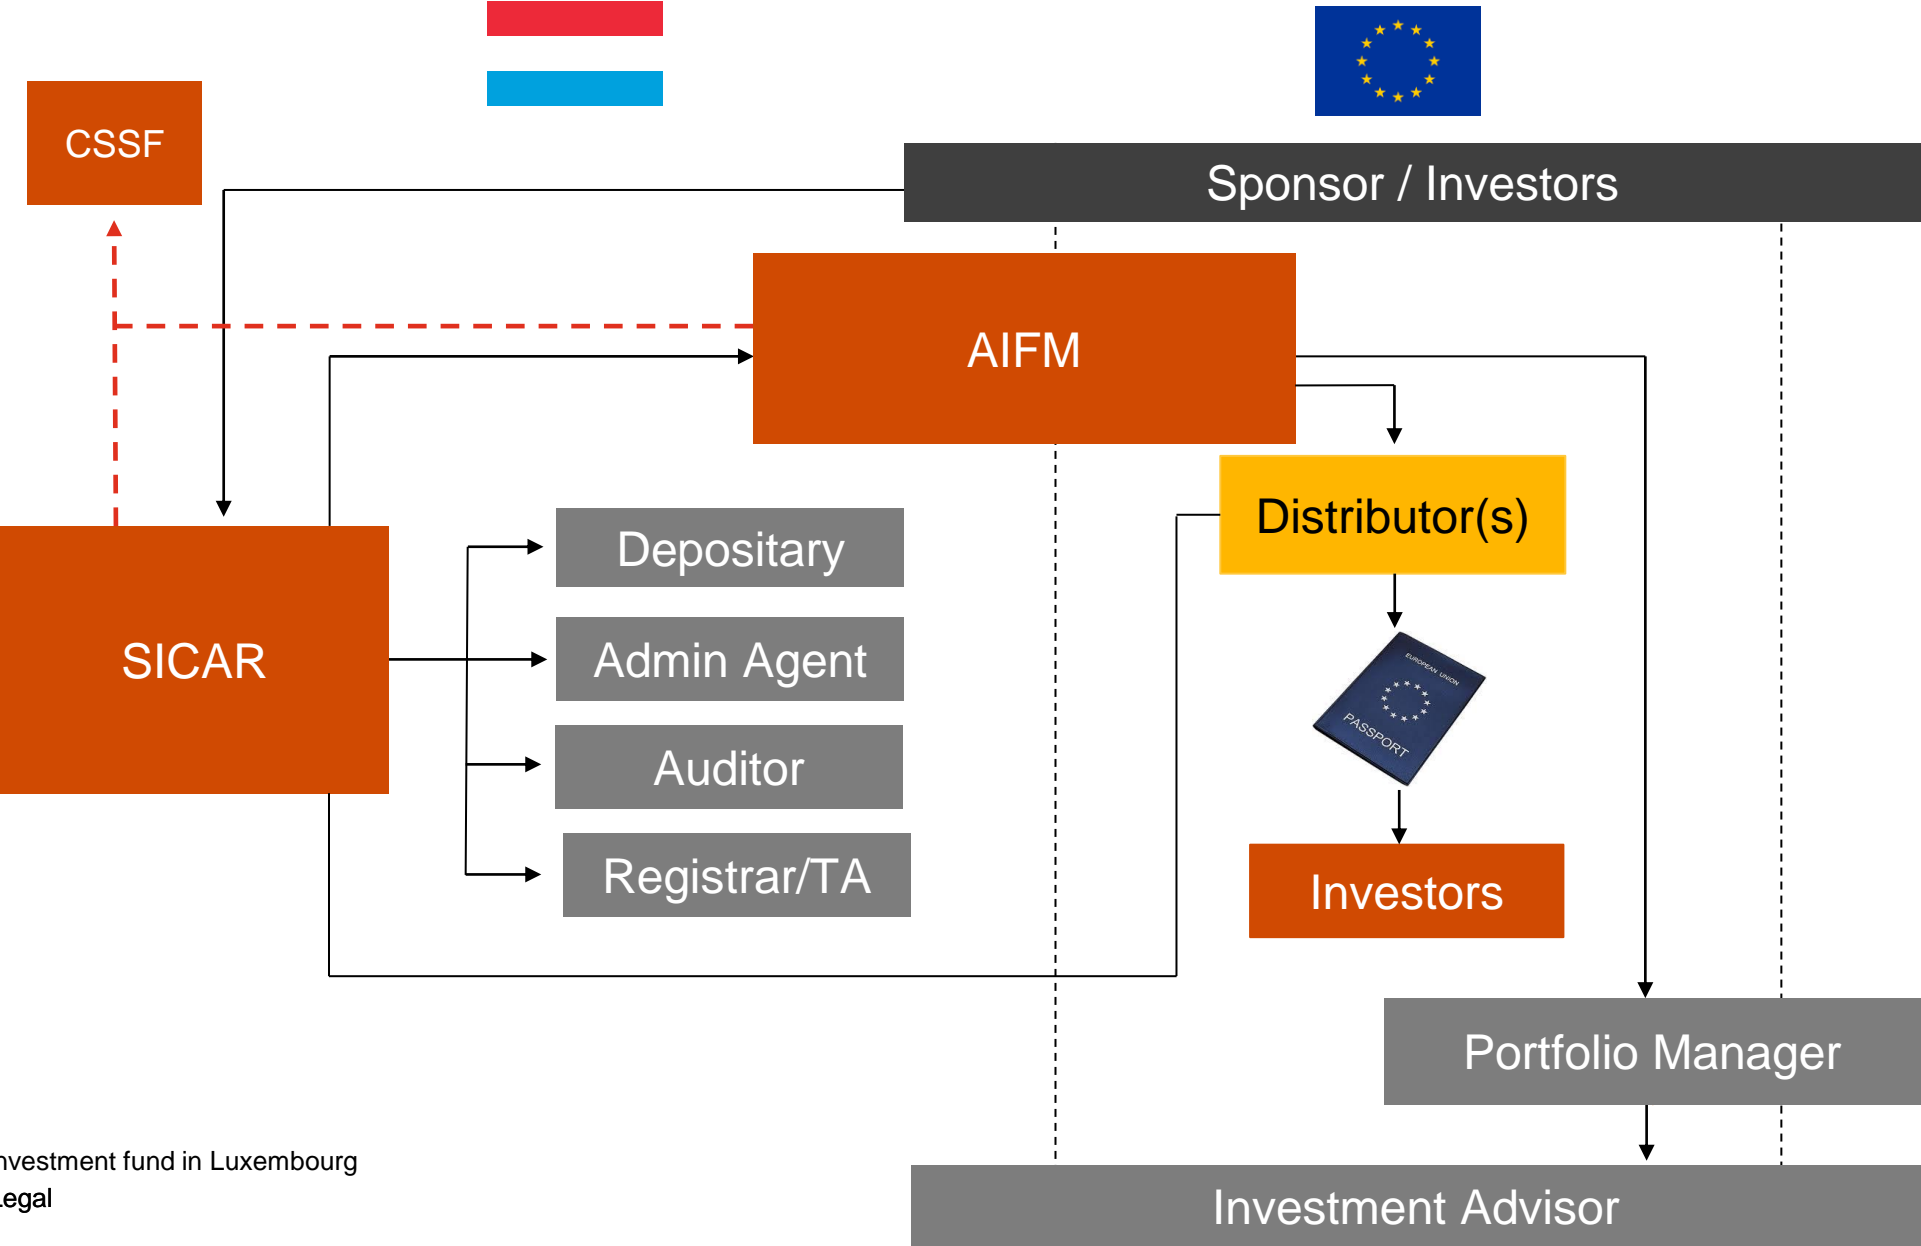 CSSF
Sponsor / Investors
AIFM
Distributor(s)
Depositary
Admin Agent
SICAR
EUROPEAN UNION
PASSPORT
Auditor
Registrar/TA
Investors
Portfolio Manager
nvestment fund in Luxembourg
Legal
Investment Advisor